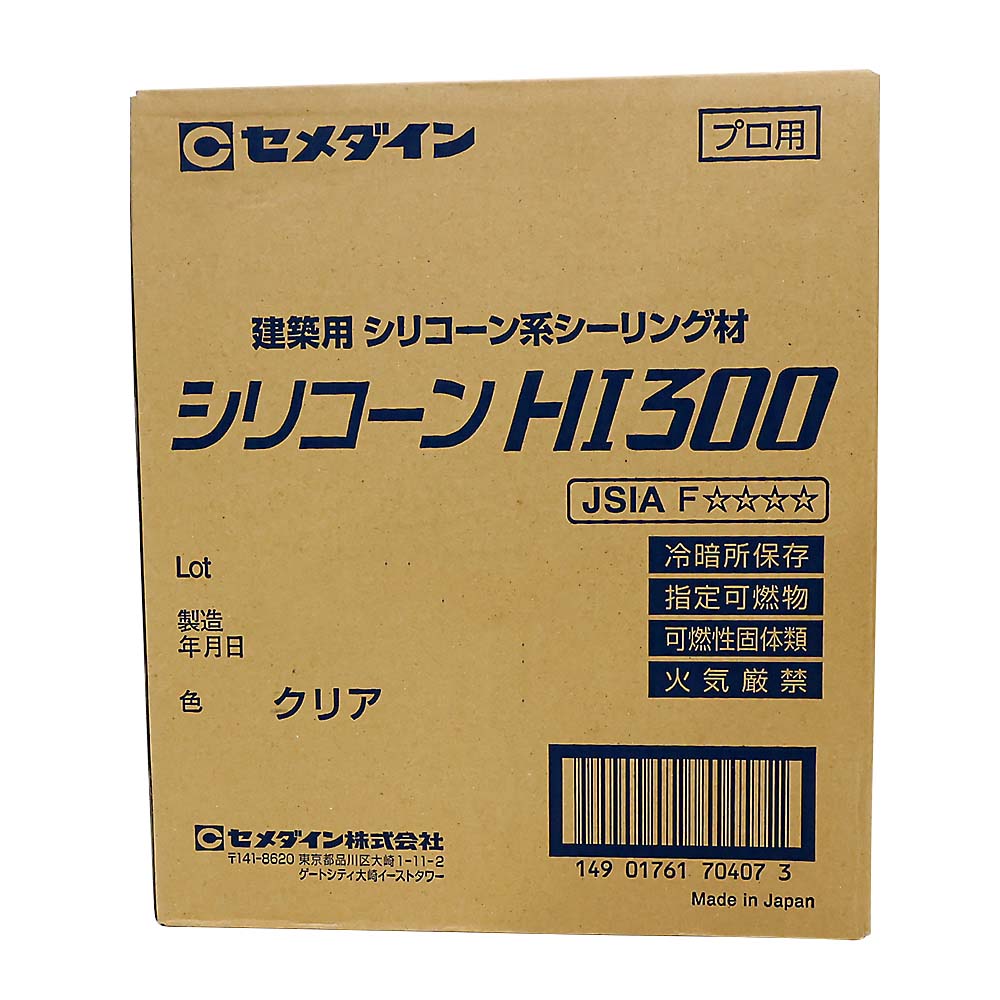 セメダイン
プロ用
建築用 シリコーン系シーリング材
シリコーンHI300
JSIA F☆☆☆☆
冷暗所保存
指定可燃物
可燃性固体類
火気厳禁
Lot
製造
年月日
色 クリア
セメダイン株式会社
〒141-8620 東京都品川区大崎1-11-2
ゲートシティ大崎イーストタワー
149 01761 70407 3
Made in Japan